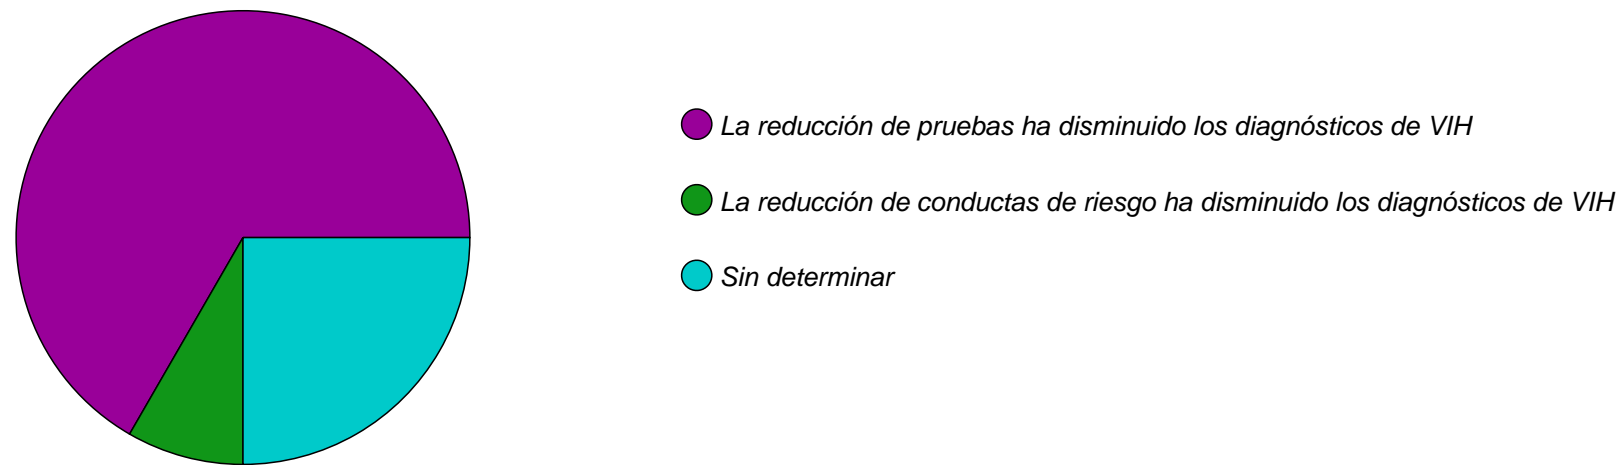 La reducción de pruebas ha disminuido los diagnósticos de VIH
La reducción de conductas de riesgo ha disminuido los diagnósticos de VIH
Sin determinar